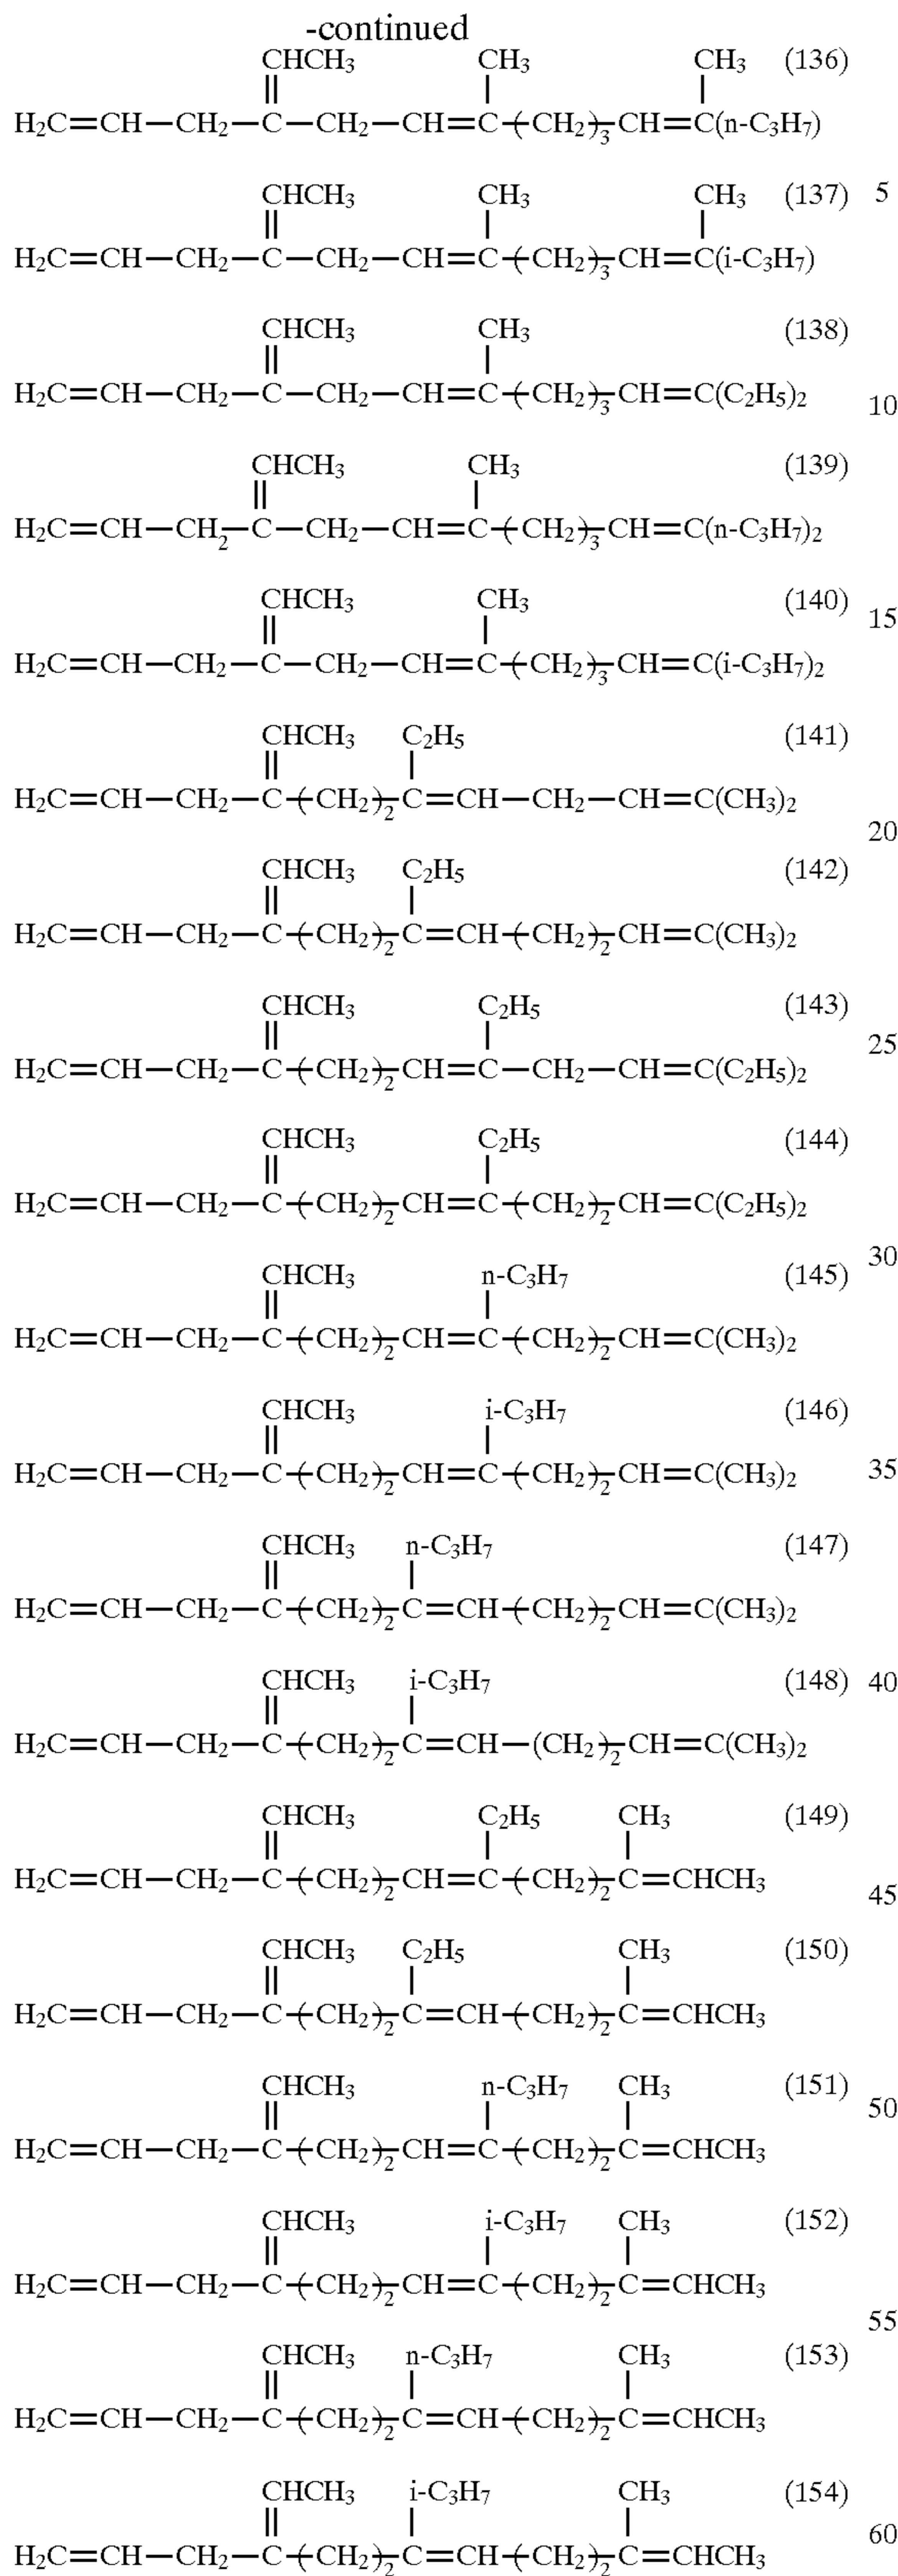 -continued
CHCH₃ CH₃ CH₃ (136)
H₂C=CH—CH₂—C—CH₂—CH=C-(CH₂)₃-CH=C(n-C₃H₇)
CHCH₃ CH₃ CH₃ (137) 5
H₂C=CH—CH₂—C—CH₂—CH=C-(CH₂)₃-CH=C(i-C₃H₇)
CHCH₃ CH₃ (138)
H₂C=CH—CH₂—C—CH₂—CH=C-(CH₂)₃-CH=C(C₂H₅)₂ 10
CHCH₃ CH₃ (139)
H₂C=CH—CH₂—C—CH₂—CH=C-(CH₂)₃-CH=C(n-C₃H₇)₂
CHCH₃ CH₃ (140) 15
H₂C=CH—CH₂—C—CH₂—CH=C-(CH₂)₃-CH=C(i-C₃H₇)₂
CHCH₃ C₂H₅ (141)
H₂C=CH—CH₂—C-(CH₂)₂-C=CH—CH₂—CH=C(CH₃)₂ 20
CHCH₃ C₂H₅ (142)
H₂C=CH—CH₂—C-(CH₂)₂-C=CH-(CH₂)₂-CH=C(CH₃)₂
CHCH₃ C₂H₅ (143) 25
H₂C=CH—CH₂—C-(CH₂)₂-CH=C—CH₂—CH=C(C₂H₅)₂
CHCH₃ C₂H₅ (144)
H₂C=CH—CH₂—C-(CH₂)₂-CH=C-(CH₂)₂-CH=C(C₂H₅)₂
30
CHCH₃ n-C₃H₇ (145)
H₂C=CH—CH₂—C-(CH₂)₂-CH=C-(CH₂)₂-CH=C(CH₃)₂
CHCH₃ i-C₃H₇ (146)
H₂C=CH—CH₂—C-(CH₂)₂-CH=C-(CH₂)₂-CH=C(CH₃)₂ 35
CHCH₃ n-C₃H₇ (147)
H₂C=CH—CH₂—C-(CH₂)₂-C=CH-(CH₂)₂-CH=C(CH₃)₂
CHCH₃ i-C₃H₇ (148) 40
H₂C=CH—CH₂—C-(CH₂)₂-C=CH—(CH₂)₂-CH=C(CH₃)₂
CHCH₃ C₂H₅ CH₃ (149)
H₂C=CH—CH₂—C-(CH₂)₂-CH=C-(CH₂)₂-C=CHCH₃ 45
CHCH₃ C₂H₅ CH₃ (150)
H₂C=CH—CH₂—C-(CH₂)₂-C=CH-(CH₂)₂-C=CHCH₃
CHCH₃ n-C₃H₇ CH₃ (151) 50
H₂C=CH—CH₂—C-(CH₂)₂-CH=C-(CH₂)₂-C=CHCH₃
CHCH₃ i-C₃H₇ CH₃ (152)
H₂C=CH—CH₂—C-(CH₂)₂-CH=C-(CH₂)₂-C=CHCH₃
55
CHCH₃ n-C₃H₇ CH₃ (153)
H₂C=CH—CH₂—C-(CH₂)₂-C=CH-(CH₂)₂-C=CHCH₃
CHCH₃ i-C₃H₇ CH₃ (154)
H₂C=CH—CH₂—C-(CH₂)₂-C=CH-(CH₂)₂-C=CHCH₃ 60